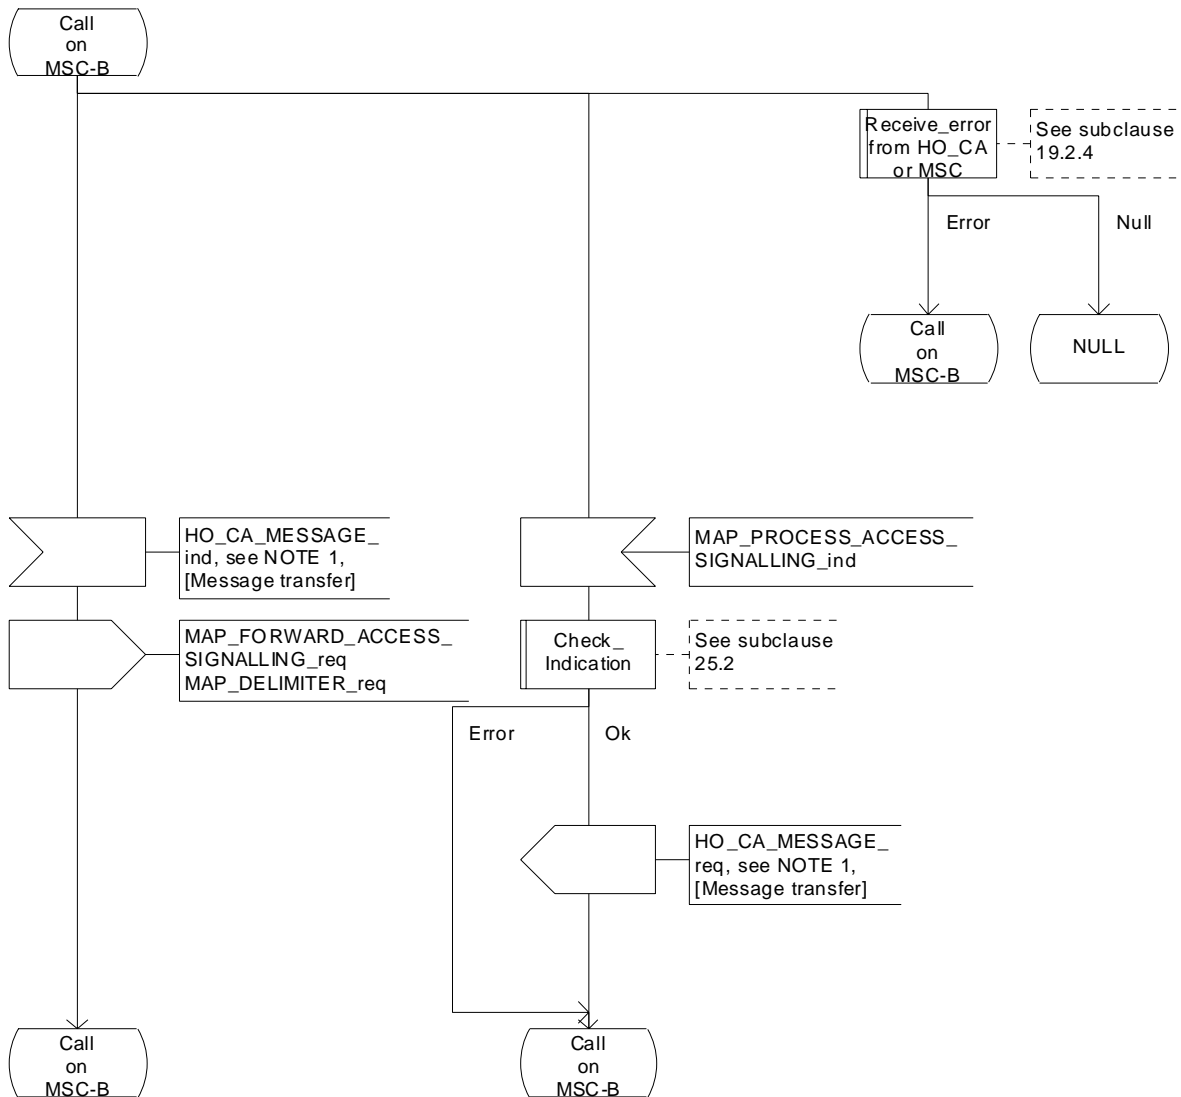 Call
on
MSC-B
Receive_error
from HO_CA
or MSC
See subclause
19.2.4
Error
Null
Call
on
MSC-B
NULL
HO_CA_MESSAGE_
ind, see NOTE 1,
[Message transfer]
MAP_PROCESS_ACCESS_
SIGNALLING_ind
MAP_FORWARD_ACCESS_
SIGNALLING_req
MAP_DELIMITER_req
Check_
Indication
See subclause
25.2
Error
Ok
HO_CA_MESSAGE_
req, see NOTE 1,
[Message transfer]
Call
on
MSC-B
Call
on
MSC-B